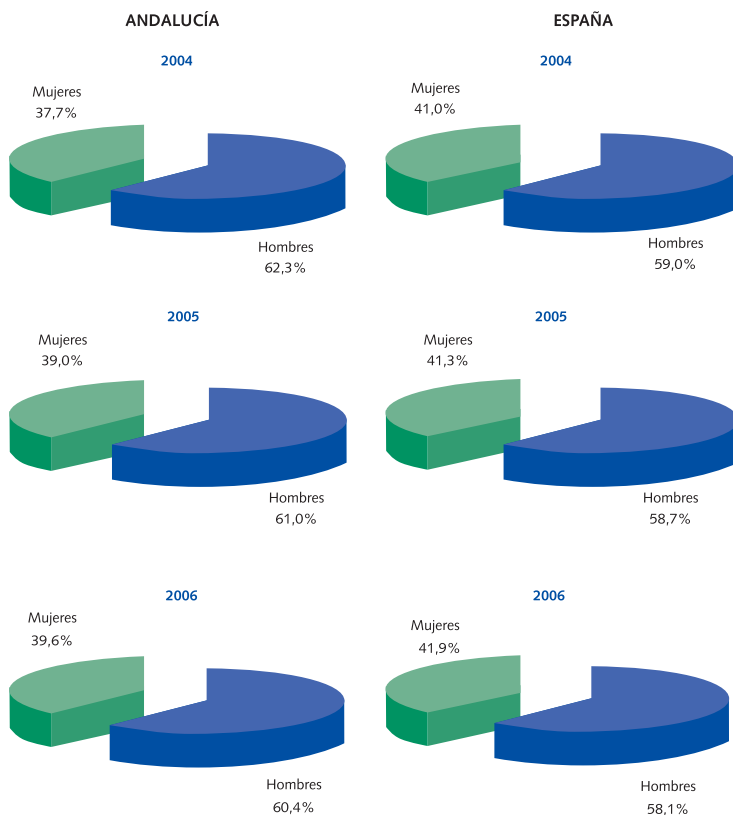 ANDALUCÍA
ESPAÑA
2004
2004
Mujeres
37,7%
Mujeres
41,0%
Hombres
62,3%
Hombres
59,0%
2005
2005
Mujeres
39,0%
Mujeres
41,3%
Hombres
61,0%
Hombres
58,7%
2006
2006
Mujeres
39,6%
Mujeres
41,9%
Hombres
60,4%
Hombres
58,1%